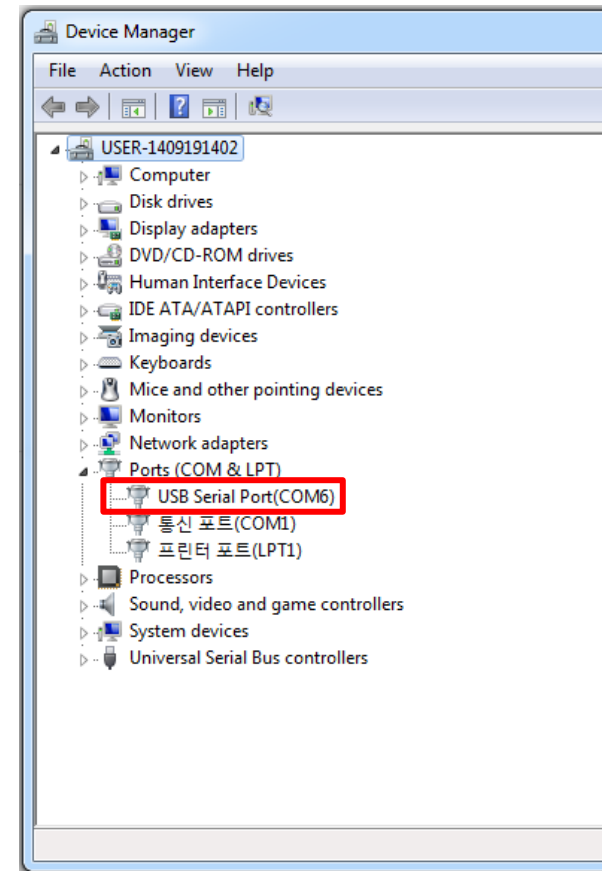 Device Manager
File Action View Help
USER-1409191402
Computer
Disk drives
Display adapters
DVD/CD-ROM drives
Human Interface Devices
IDE ATA/ATAPI controllers
Imaging devices
Keyboards
Mice and other pointing devices
Monitors
Network adapters
Ports (COM & LPT)
USB Serial Port(COM6)
통신 포트(COM1)
프린터 포트(LPT1)
Processors
Sound, video and game controllers
System devices
Universal Serial Bus controllers